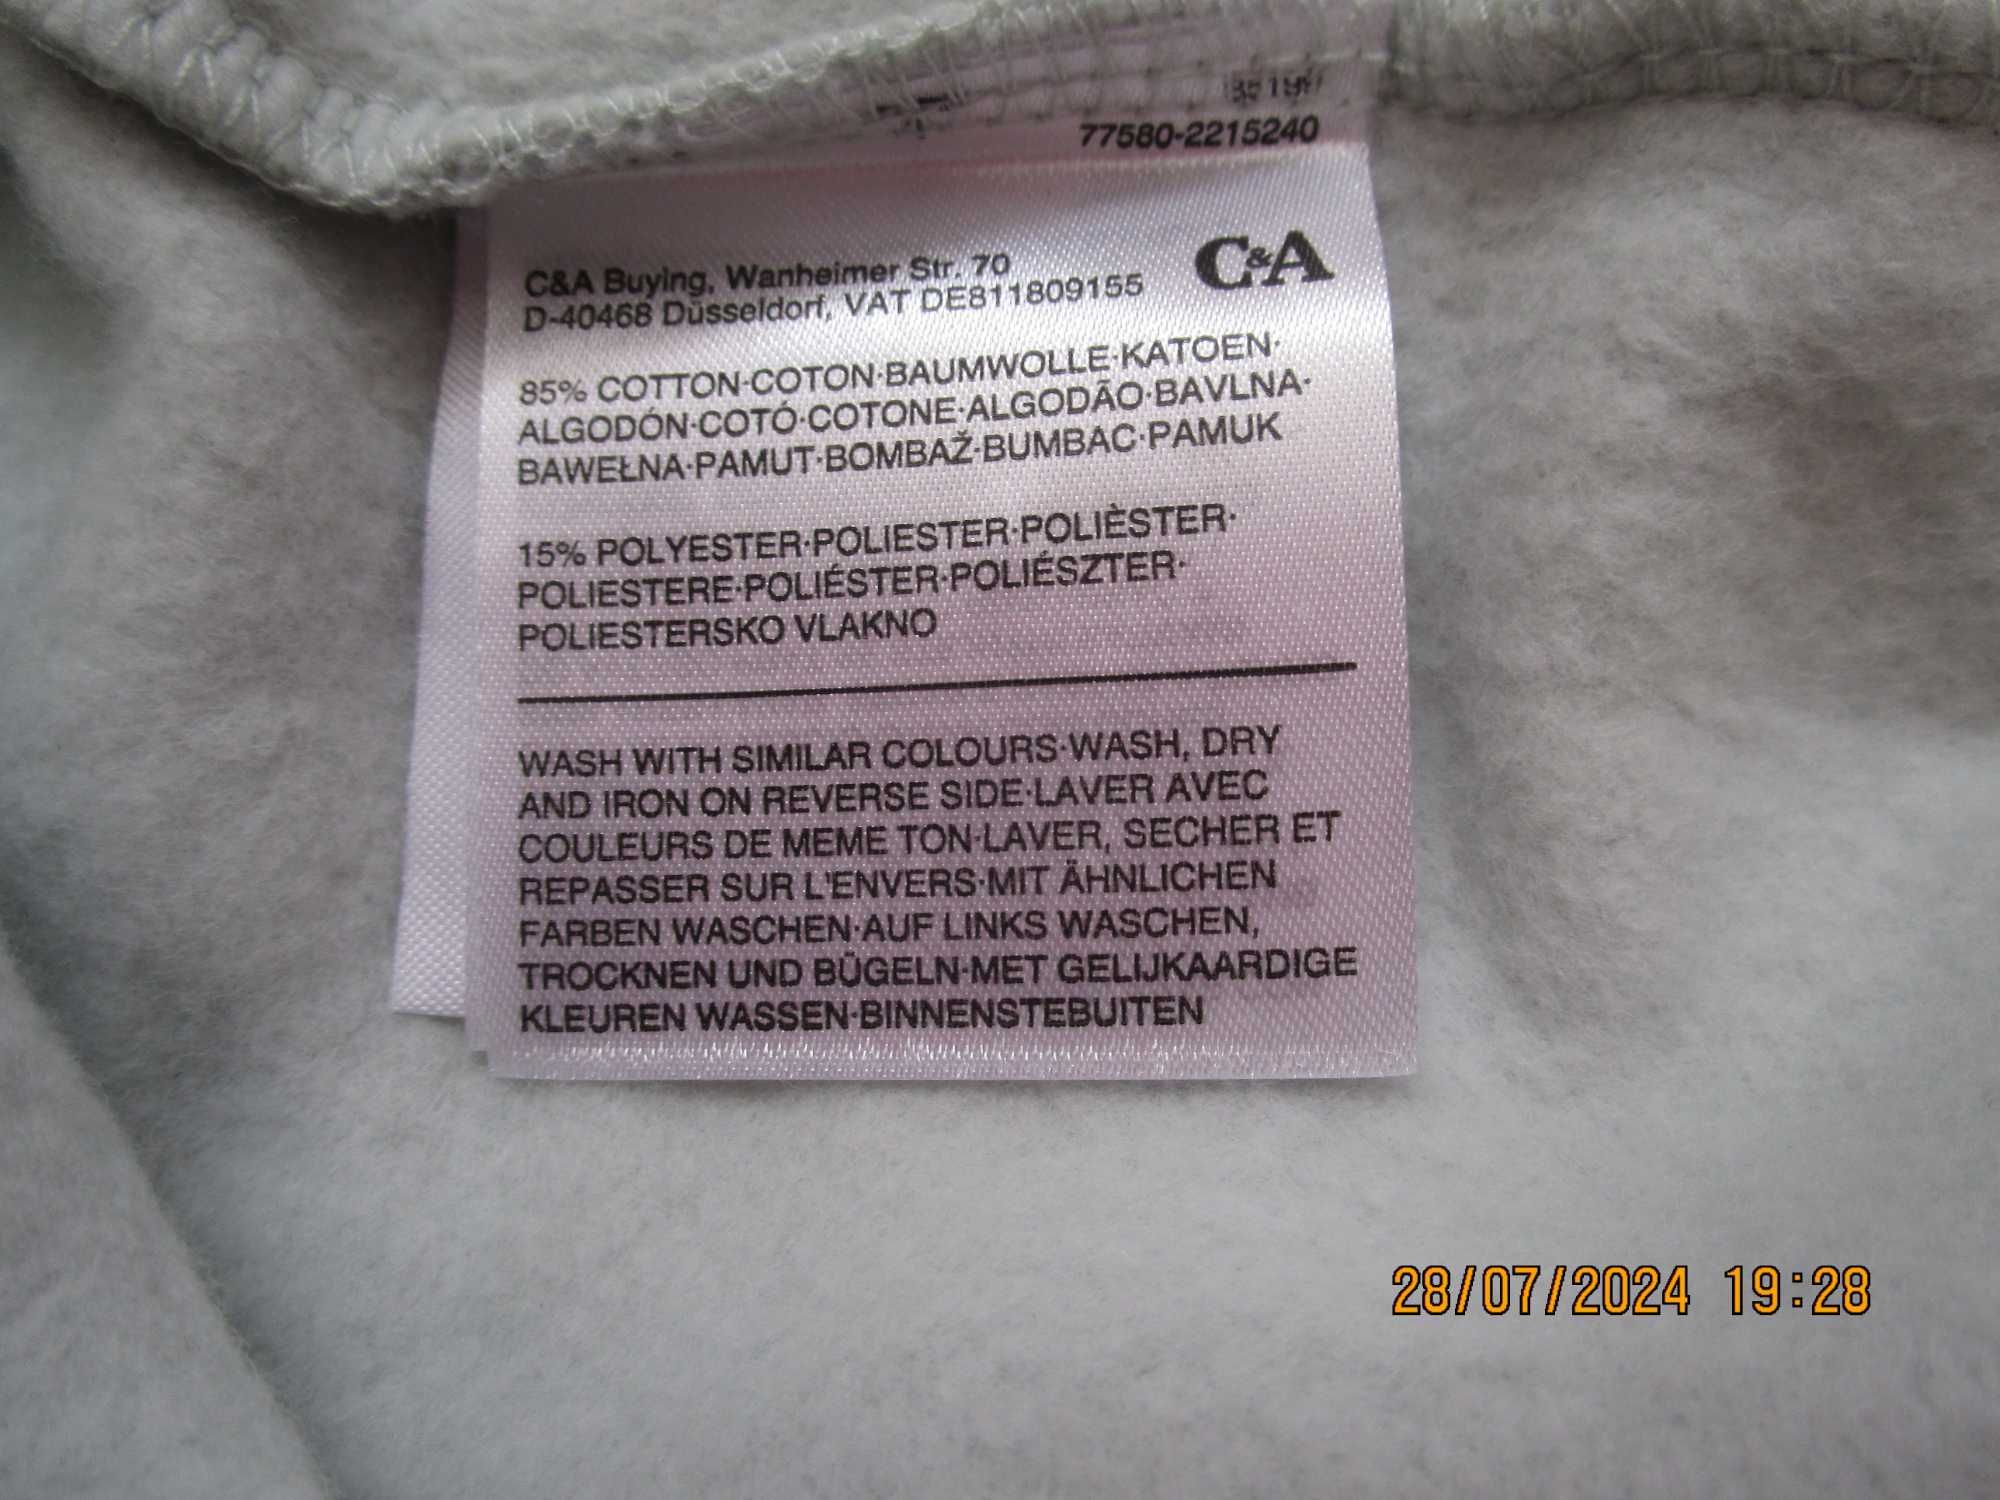 77580-2215240
C&A
C&A Buying, Wanheimer Str. 70
D-40468 Düsseldorf, VAT DE811809155
85% COTTON·COTON·BAUMWOLLE·KATOEN·
ALGODÓN·COTÓ·COTONE·ALGODÃO·BAVLNA·
BAWEŁNA·PAMUT·BOMBAŽ·BUMBAC·PAMUK
15% POLYESTER·POLIESTER·POLIÈSTER·
POLIESTERE·POLIÉSTER·POLIÉSZTER·
POLIESTERSKO VLAKNO
WASH WITH SIMILAR COLOURS·WASH, DRY
AND IRON ON REVERSE SIDE·LAVER AVEC
COULEURS DE MEME TON·LAVER, SECHER ET
REPASSER SUR L'ENVERS·MIT ÄHNLICHEN
FARBEN WASCHEN·AUF LINKS WASCHEN,
TROCKNEN UND BÜGELN·MET GELIJKAARDIGE
KLEUREN WASSEN·BINNENSTEBUITEN
28/07/2024 19:28